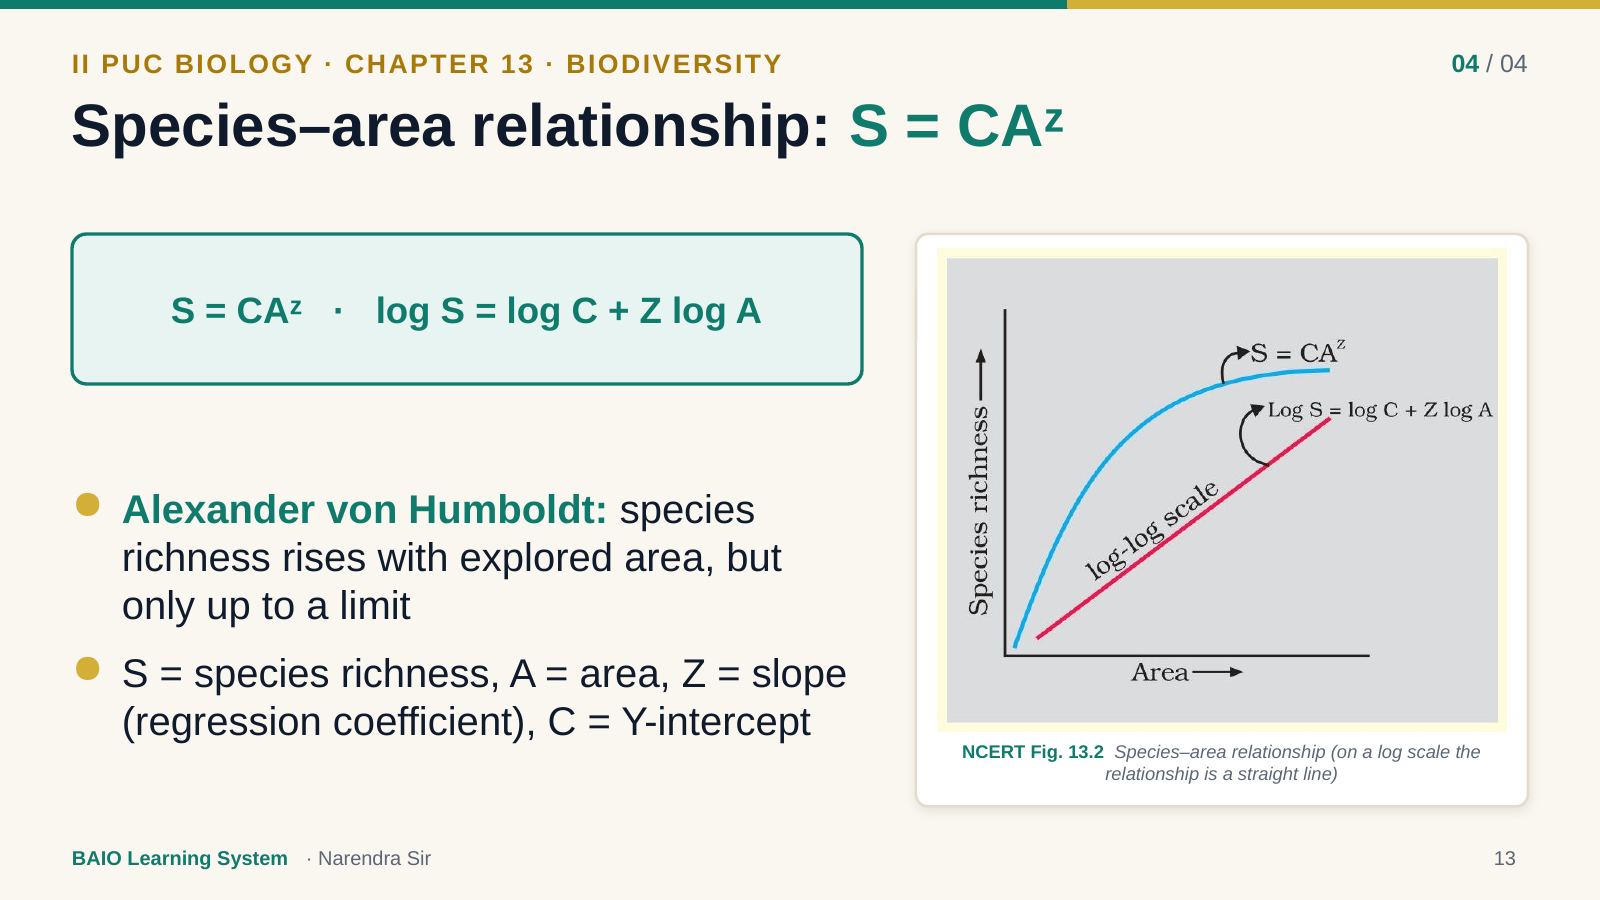 II PUC BIOLOGY · CHAPTER 13 · BIODIVERSITY
04 / 04
Species–area relationship: S = CAᶻ
S = CAᶻ · log S = log C + Z log A
Alexander von Humboldt: species
richness rises with explored area, but
only up to a limit
S = species richness, A = area, Z = slope
(regression coefficient), C = Y-intercept
S = CAᶻ
Log S = log C + Z log A
log-log scale
Species richness
Area
NCERT Fig. 13.2 Species–area relationship (on a log scale the
relationship is a straight line)
BAIO Learning System · Narendra Sir
13